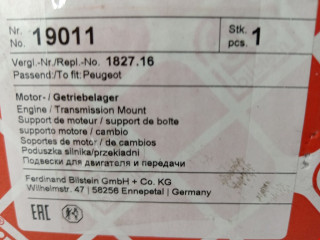 Nr.
No. 19011
Stk.
pcs. 1
Vergl.-Nr./Repl.-No. 1827.16
Passend:/To fit: Peugeot
Motor- / Getriebelager
Engine / Transmission Mount
Support de moteur / support de boîte
supporto motore / cambio
Soportes de motor / de cambio
Poduszka silnika/przekładni
Подвески для двигателя и передачи
Ferdinand Bilstein GmbH + Co. KG
Wilhelmstr. 47 | 58256 Ennepetal | Germany
EAC